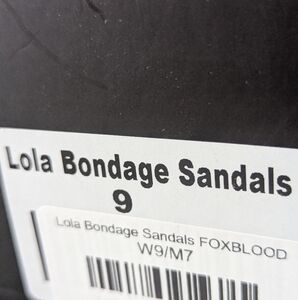 Lola Bondage Sandals
9
Lola Bondage Sandals FOXBLOOD
W9/M7